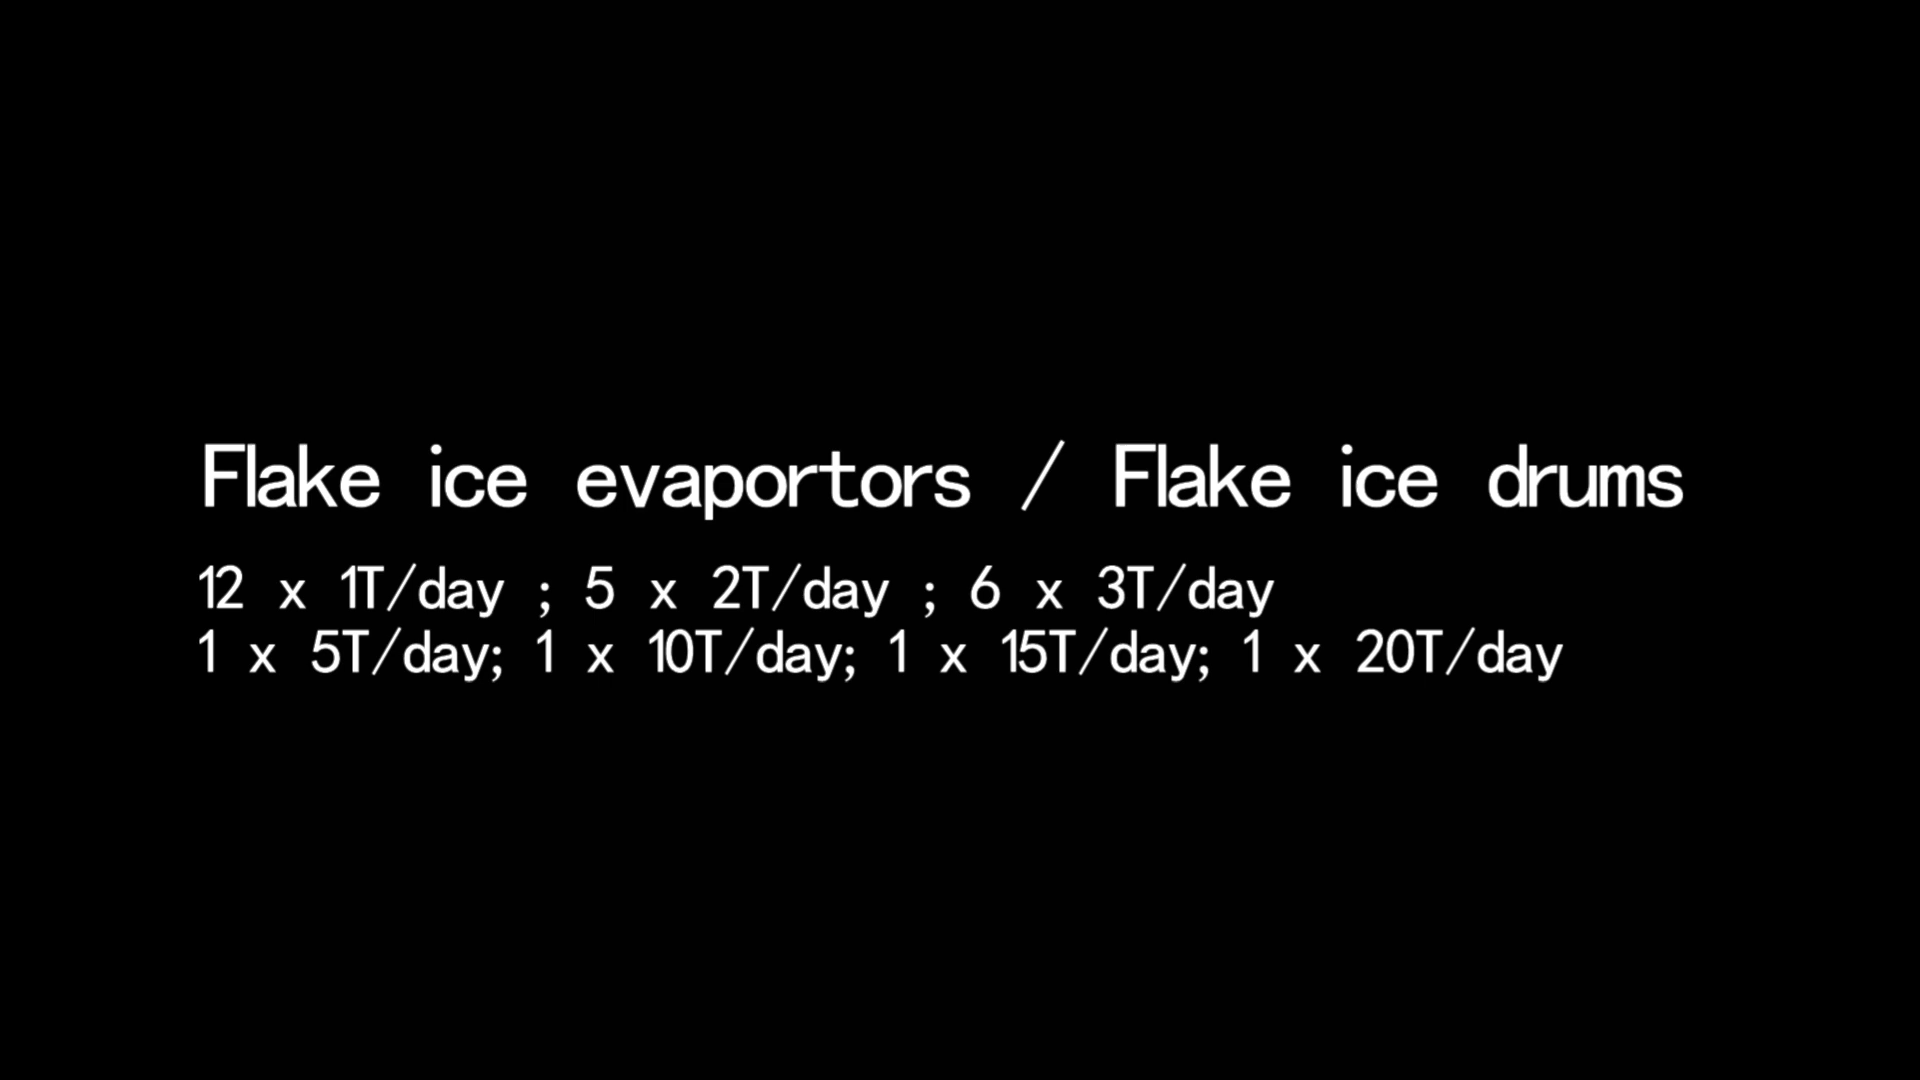 Flake ice evaportors / Flake ice drums
12 x 1T/day ; 5 x 2T/day ; 6 x 3T/day
1 x 5T/day; 1 x 10T/day; 1 x 15T/day; 1 x 20T/day